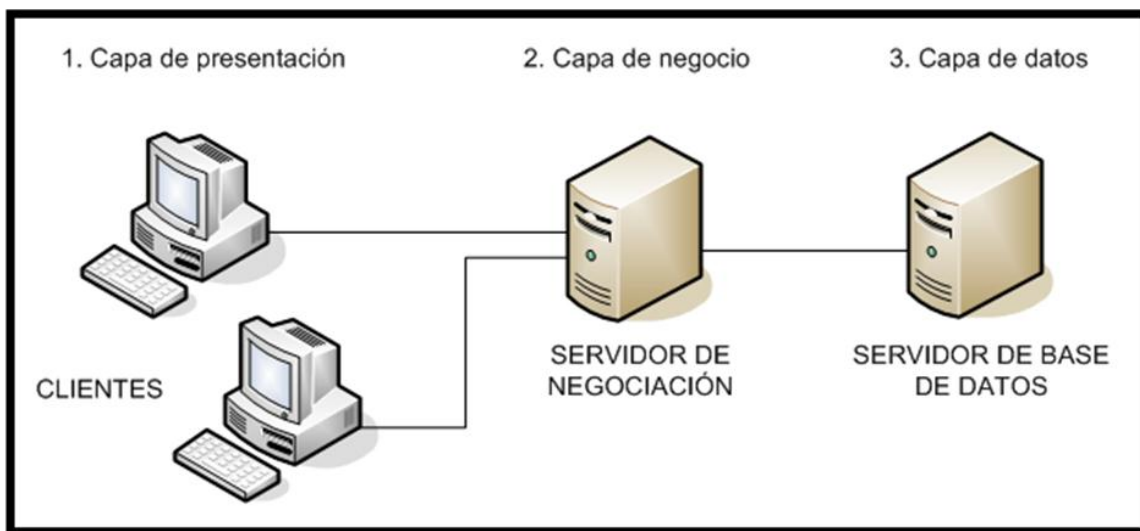 1. Capa de presentación
2. Capa de negocio
3. Capa de datos
CLIENTES
SERVIDOR DE
NEGOCIACIÓN
SERVIDOR DE BASE
DE DATOS